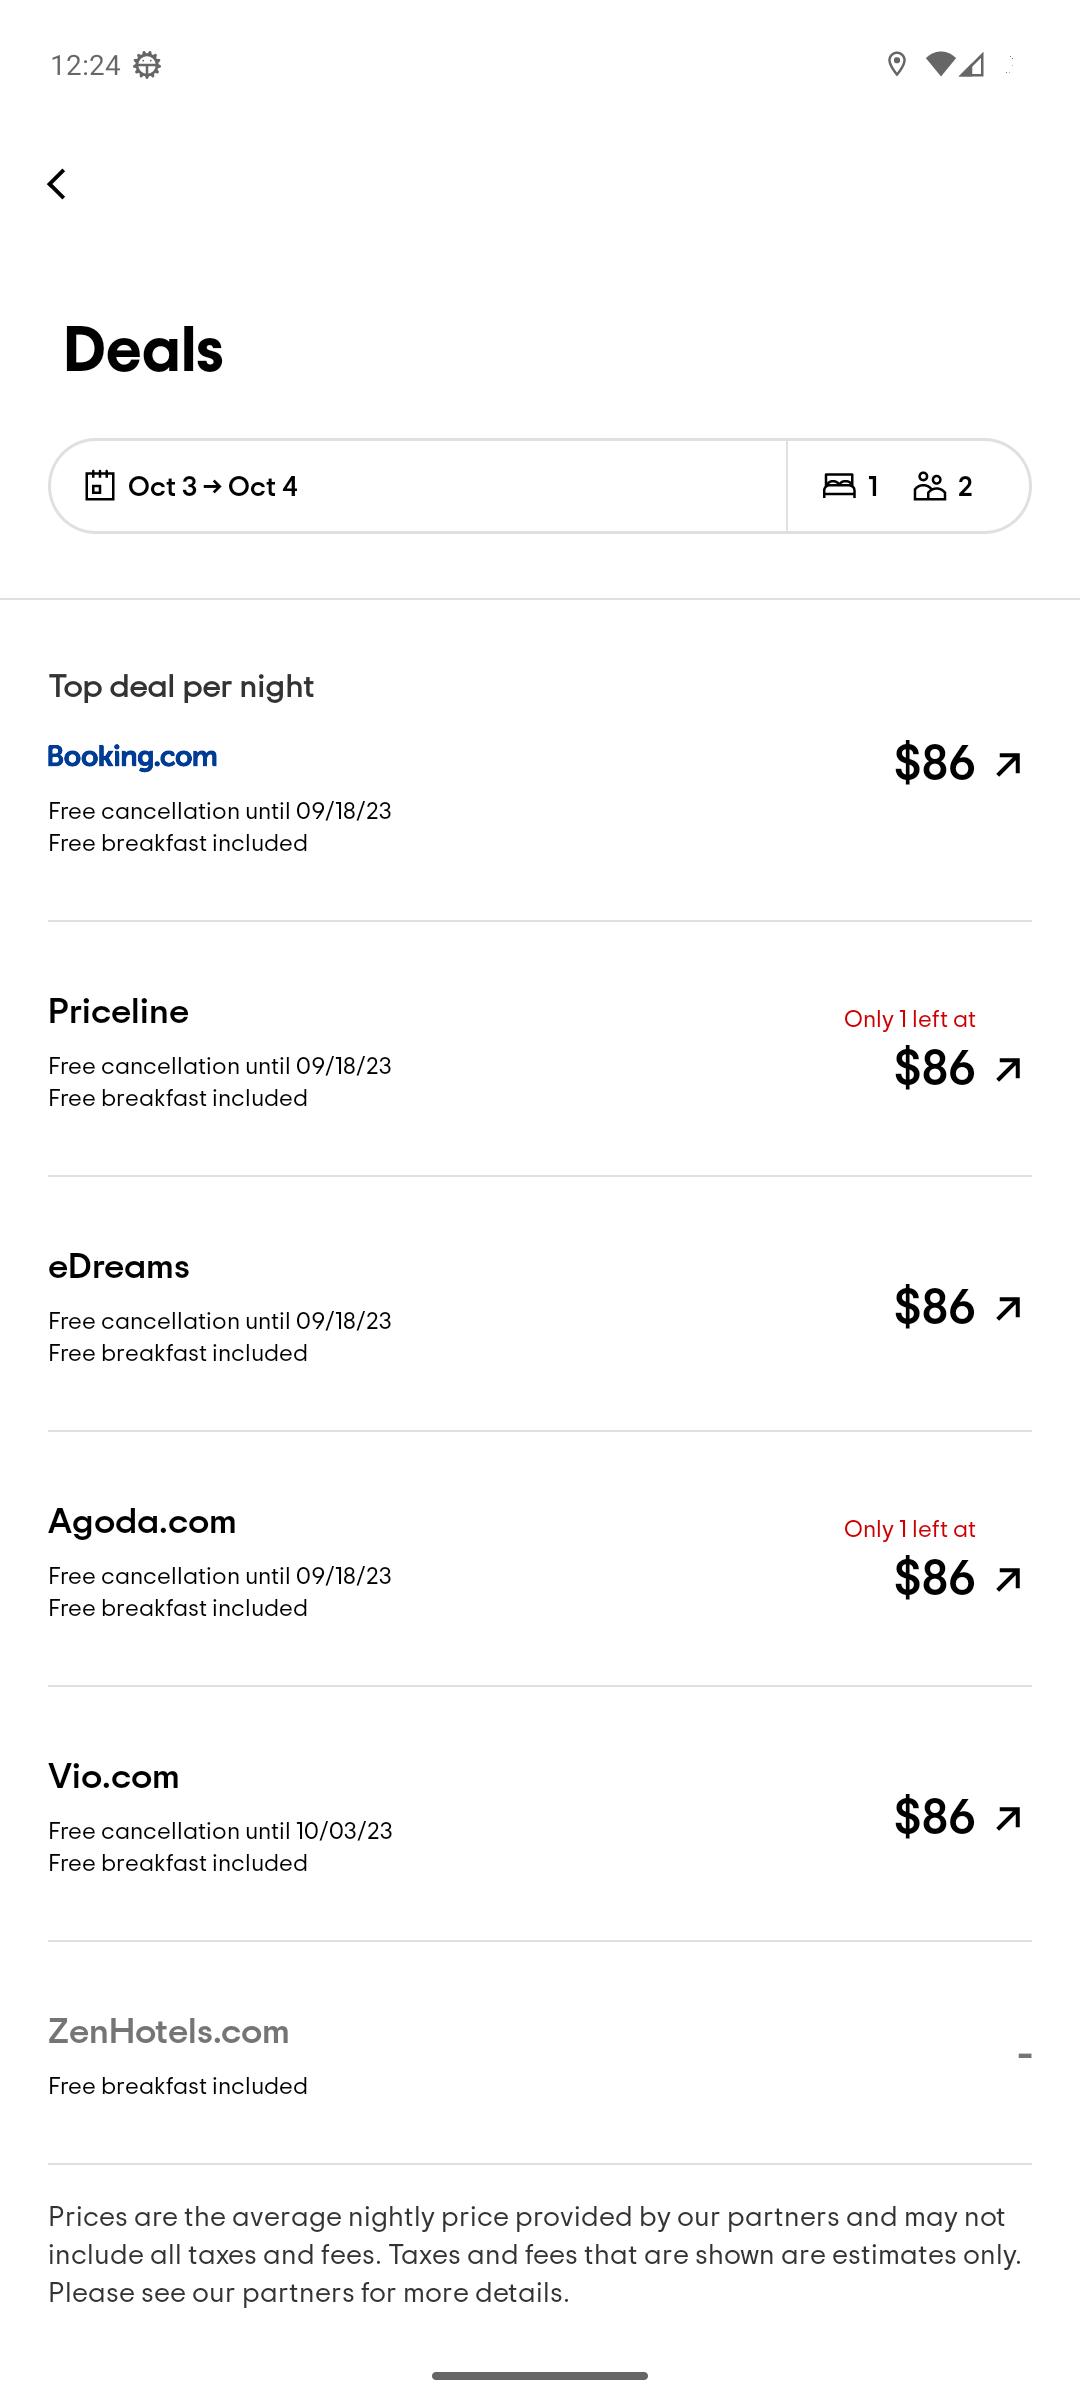 12:24
Deals
Oct 3 → Oct 4
1
2
Top deal per night
Booking.com
$86
Free cancellation until 09/18/23
Free breakfast included
Priceline
Only 1 left at
$86
Free cancellation until 09/18/23
Free breakfast included
eDreams
$86
Free cancellation until 09/18/23
Free breakfast included
Agoda.com
Only 1 left at
$86
Free cancellation until 09/18/23
Free breakfast included
Vio.com
$86
Free cancellation until 10/03/23
Free breakfast included
ZenHotels.com
-
Free breakfast included
Prices are the average nightly price provided by our partners and may not
include all taxes and fees. Taxes and fees that are shown are estimates only.
Please see our partners for more details.